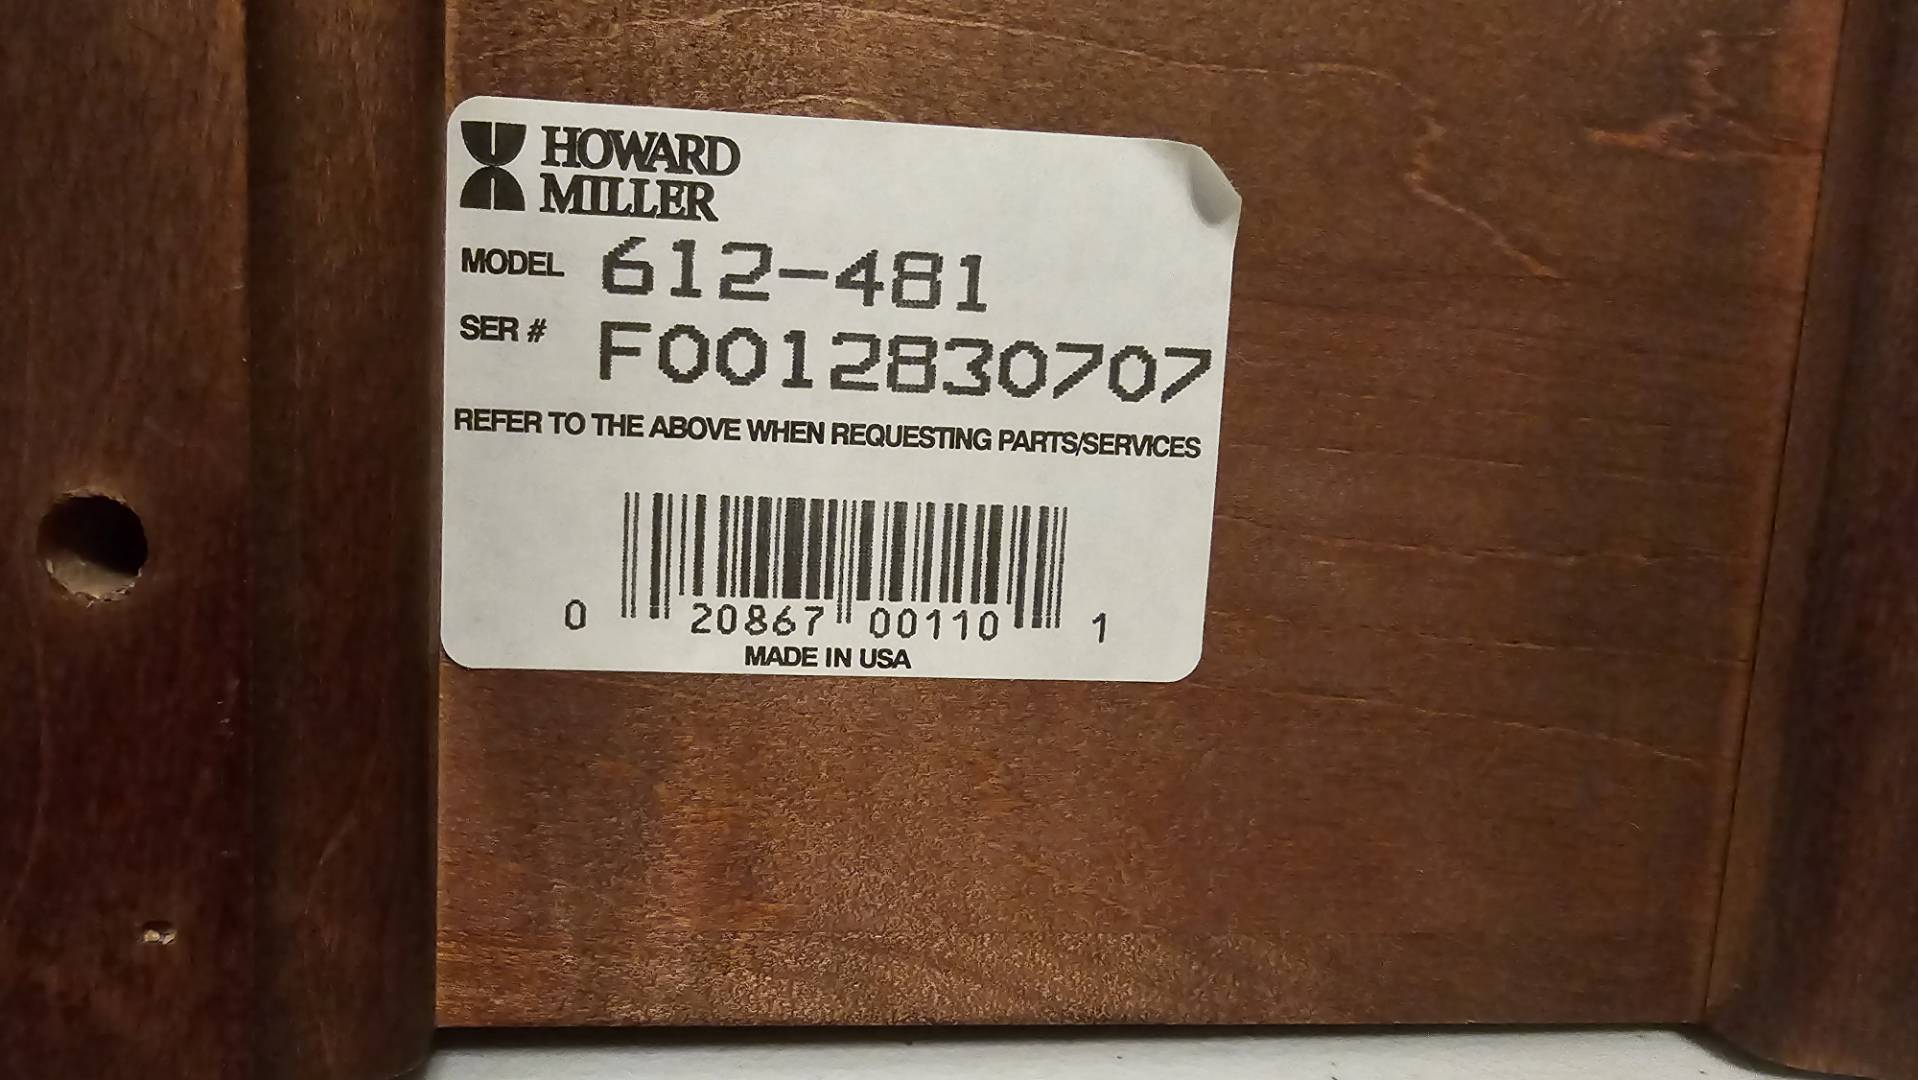 HOWARD
MILLER
MODEL 612-481
SER # F0012830707
REFER TO THE ABOVE WHEN REQUESTING PARTS/SERVICES
0 20867 00110 1
MADE IN USA